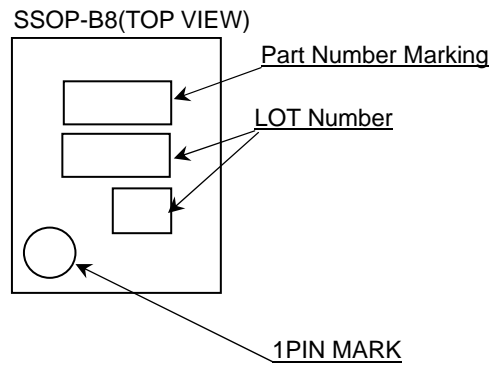 SSOP-B8(TOP VIEW)
Part Number Marking
LOT Number
1PIN MARK